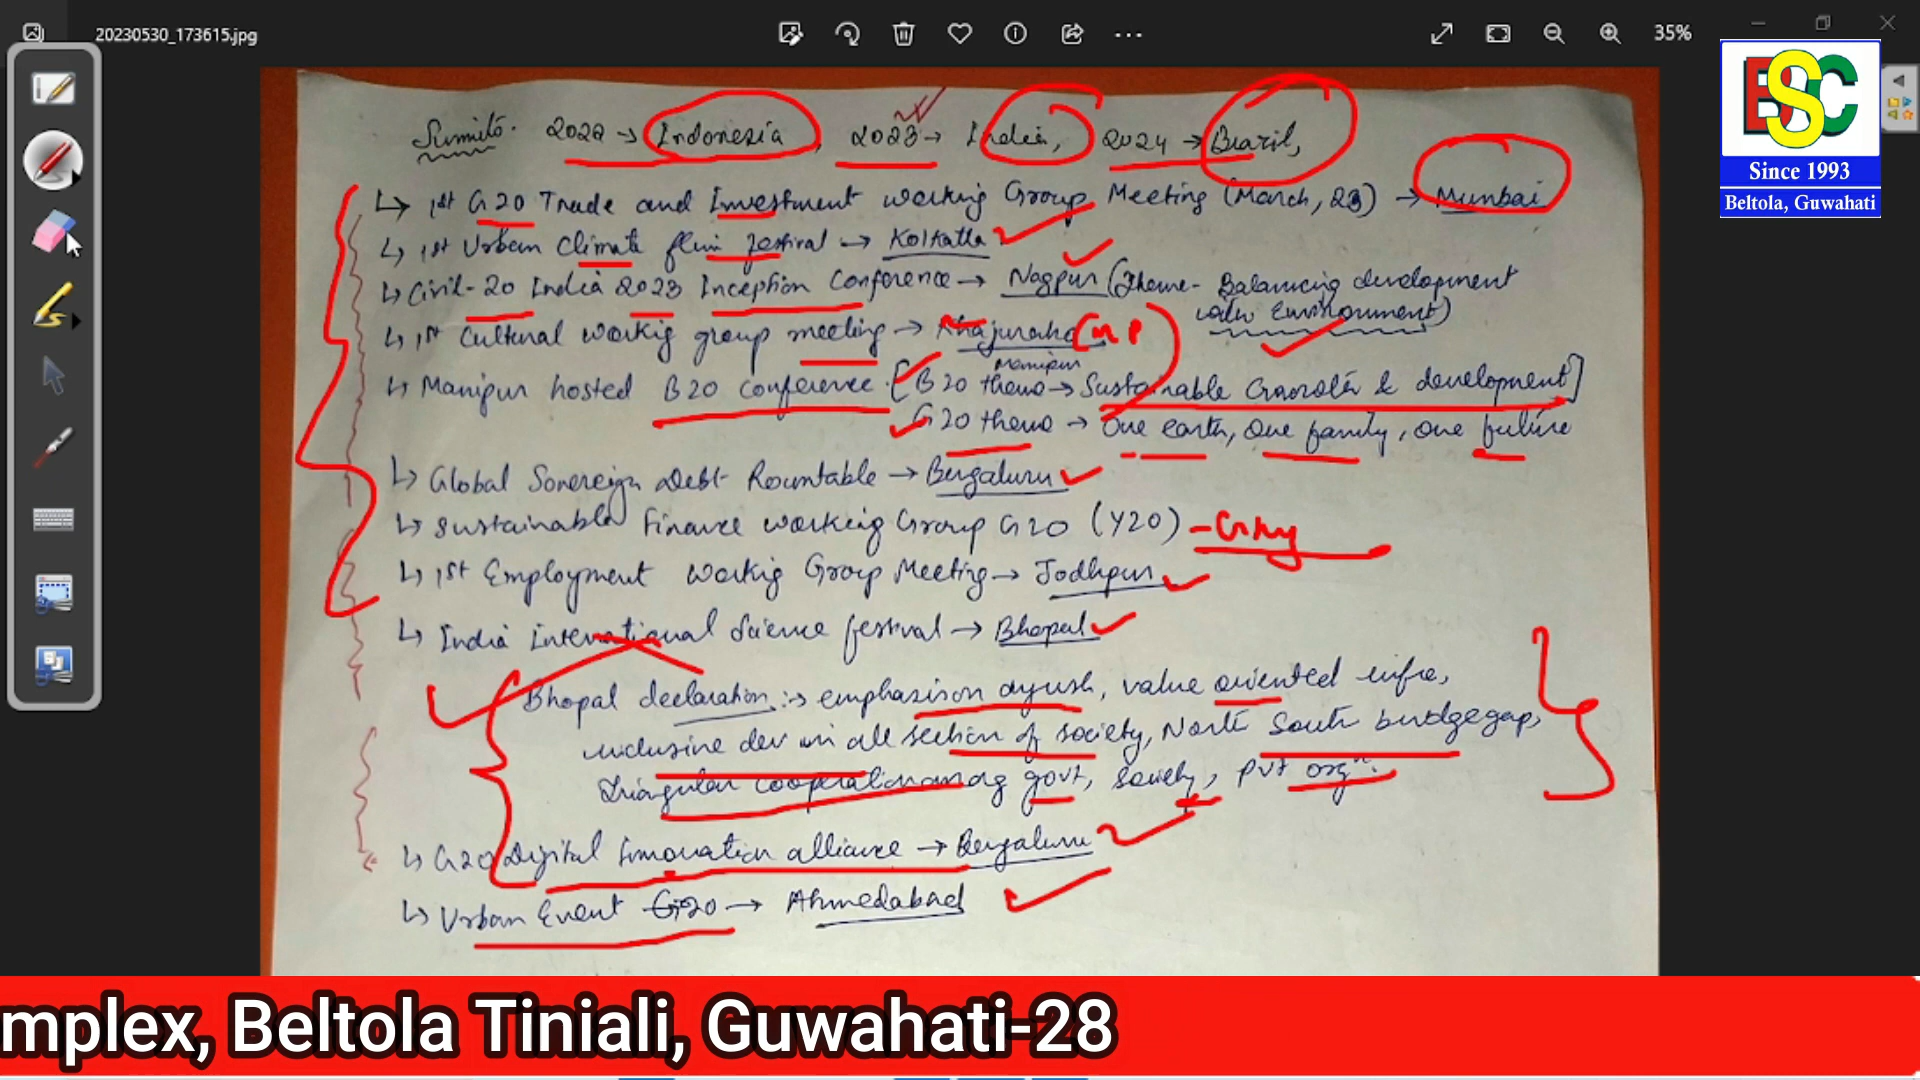 20230530_173615.jpg
35%
BSC
Since 1993
Beltola, Guwahati
Summits. 2022 → Indonesia, 2023 → India, 2024 → Brazil,
↳ 1st G20 Trade and Investment working Group Meeting (March, 23) → Mumbai
↳ 1st Urban Climate film festival → Kolkatta
↳ Civil-20 India 2023 Inception Conference → Nagpur (Theme- Balancing development
with Environment)
↳ 1st Cultural working group meeting → Khajuraho (MP)
Manipur
↳ Manipur hosted B20 conference. [B20 theme → Sustainable Growth & development]
G20 theme → One earth, One family, one future
↳ Global Sovereign Debt Rountable → Bengaluru
↳ Sustainable Finance working Group G20 (Y20) - GHY
↳ 1st Employment working Group Meeting → Jodhpur
↳ India International Science festival → Bhopal
Bhopal declaration :→ emphasis on ayush, value oriented infra,
inclusive dev in all section of society, North South bridge gap,
Triangular cooperation among govt, society, pvt orgn.
↳ G20 Digital Innovation alliance → Bengaluru
↳ Urban Event G20 → Ahmedabad
mplex, Beltola Tiniali, Guwahati-28